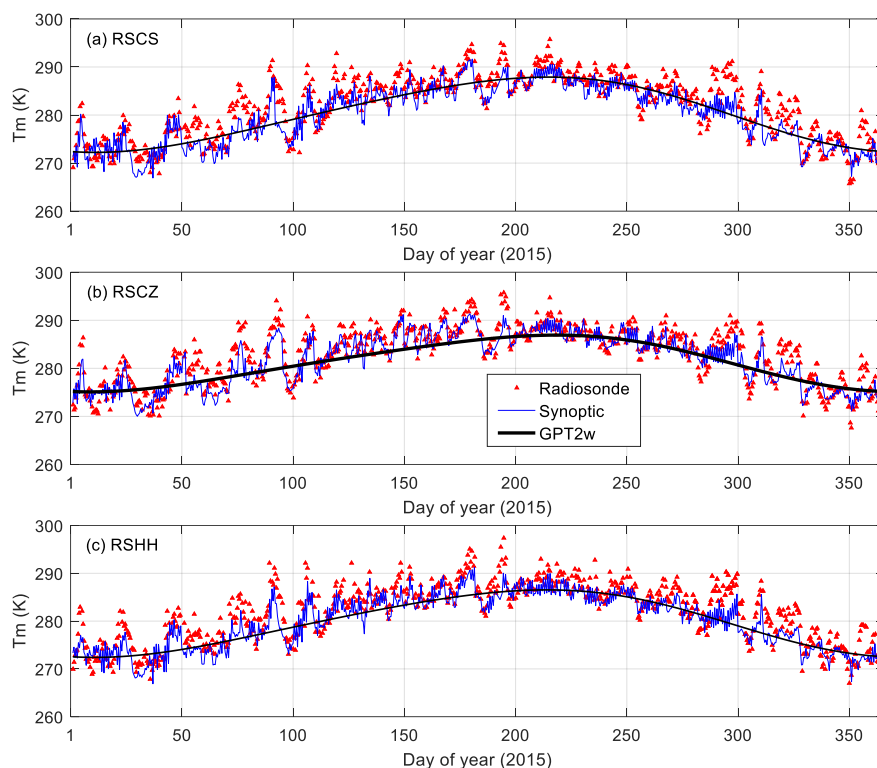 300
(a) RSCS
290
280
270
260
Tm (K)
1 50 100 150 200 250 300 350
Day of year (2015)
300
(b) RSCZ
290
280
270
260
Tm (K)
Radiosonde
Synoptic
GPT2w
1 50 100 150 200 250 300 350
Day of year (2015)
300
(c) RSHH
290
280
270
260
Tm (K)
1 50 100 150 200 250 300 350
Day of year (2015)